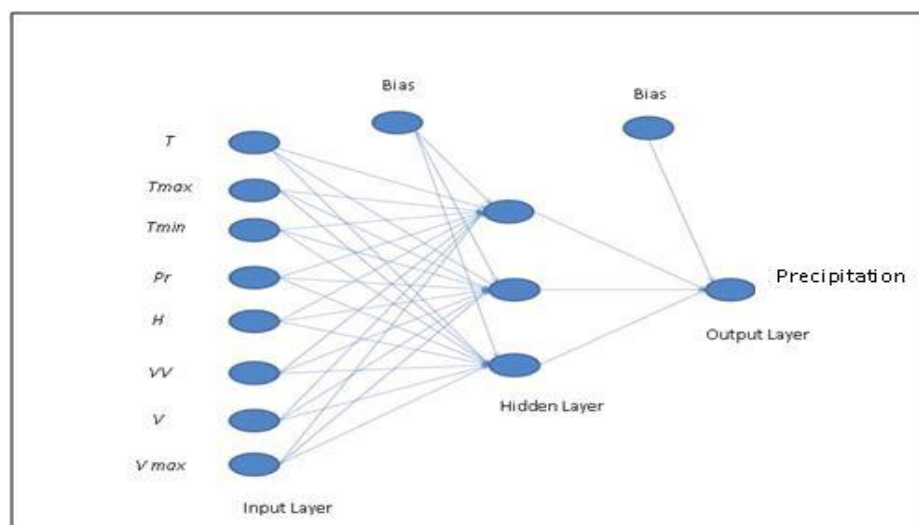 Bias
Bias
T
Tmax
Tmin
Pr
H
VV
V
V max
Precipitation
Output Layer
Hidden Layer
Input Layer